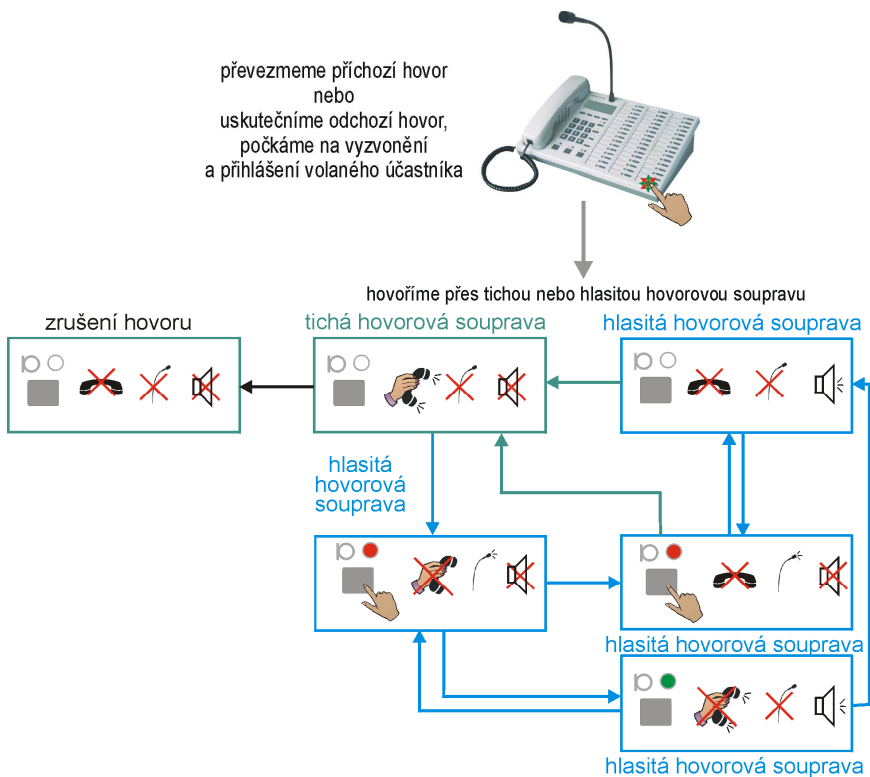 převezmeme příchozí hovor
nebo
uskutečníme odchozí hovor,
počkáme na vyzvonění
a přihlášení volaného účastníka
hovoříme přes tichou nebo hlasitou hovorovou soupravu
zrušení hovoru
tichá hovorová souprava
hlasitá hovorová souprava
hlasitá
hovorová
souprava
hlasitá hovorová souprava
hlasitá hovorová souprava